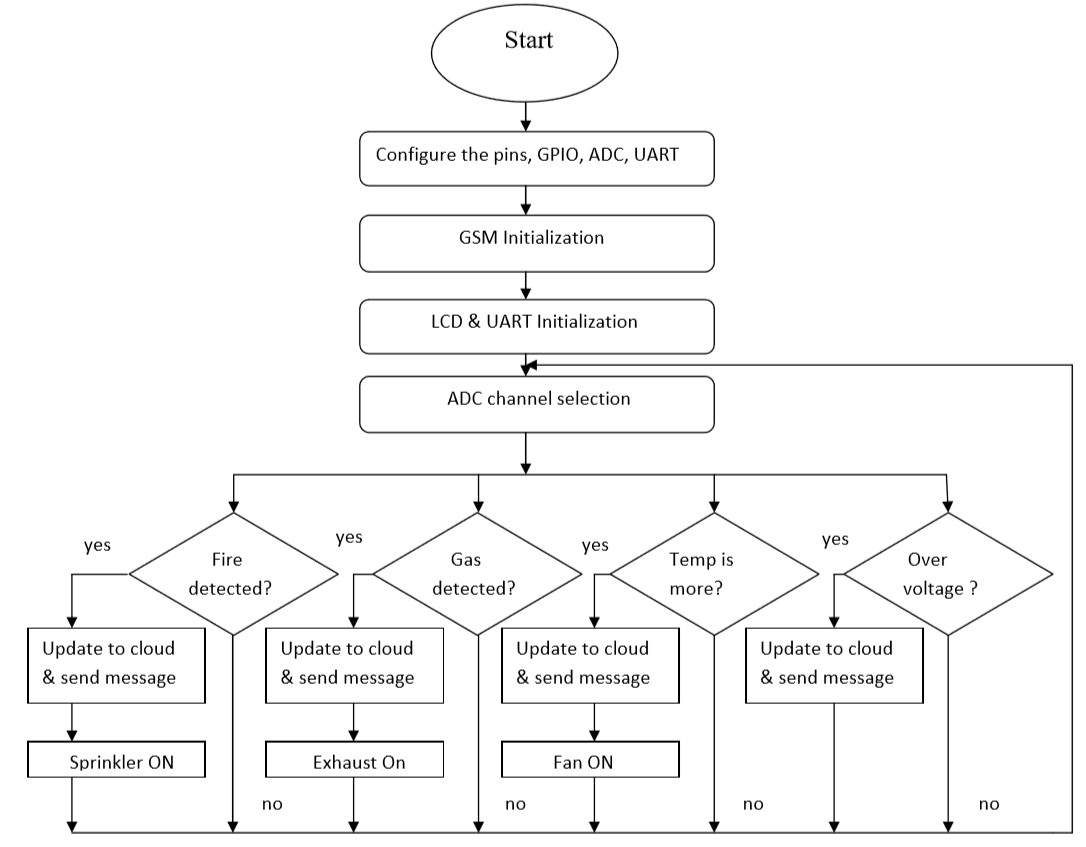 Start
Configure the pins, GPIO, ADC, UART
GSM Initialization
LCD & UART Initialization
ADC channel selection
yes
Fire
detected?
yes
Gas
detected?
yes
Temp is
more?
yes
Over
voltage ?
Update to cloud
& send message
Update to cloud
& send message
Update to cloud
& send message
Update to cloud
& send message
Sprinkler ON
Exhaust On
Fan ON
no
no
no
no